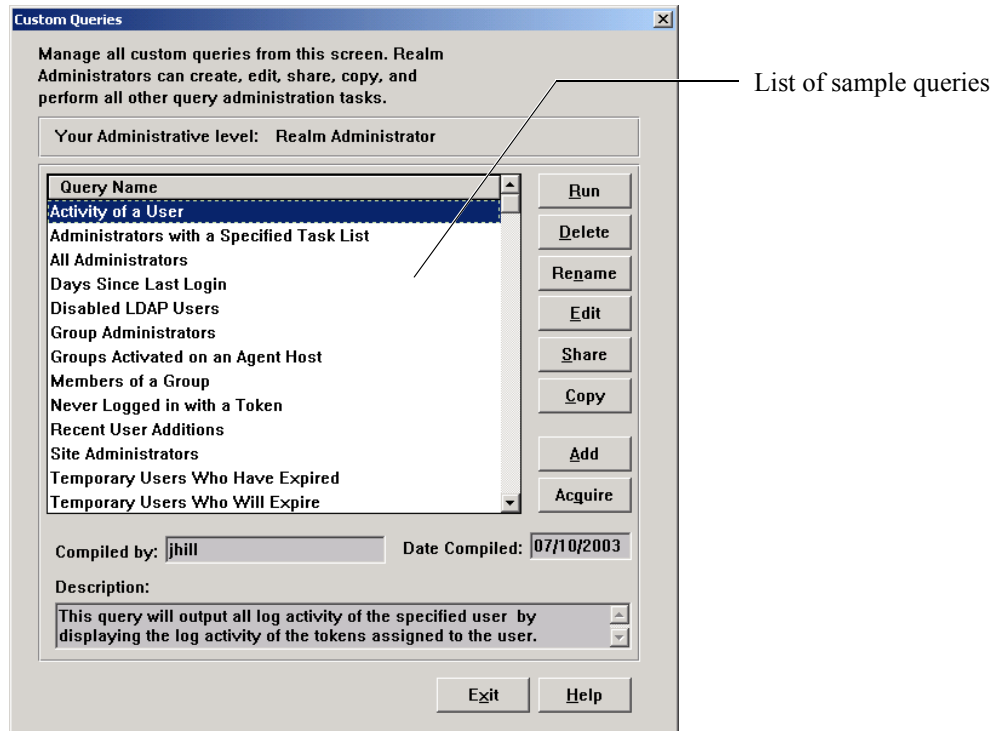 Custom Queries
Manage all custom queries from this screen. Realm
Administrators can create, edit, share, copy, and
perform all other query administration tasks.
List of sample queries
Your Administrative level: Realm Administrator
Query Name
Activity of a User
Administrators with a Specified Task List
All Administrators
Days Since Last Login
Disabled LDAP Users
Group Administrators
Groups Activated on an Agent Host
Members of a Group
Never Logged in with a Token
Recent User Additions
Site Administrators
Temporary Users Who Have Expired
Temporary Users Who Will Expire
Run
Delete
Rename
Edit
Share
Copy
Add
Acquire
Compiled by: jhill
Date Compiled: 07/10/2003
Description:
This query will output all log activity of the specified user by
displaying the log activity of the tokens assigned to the user.
Exit
Help